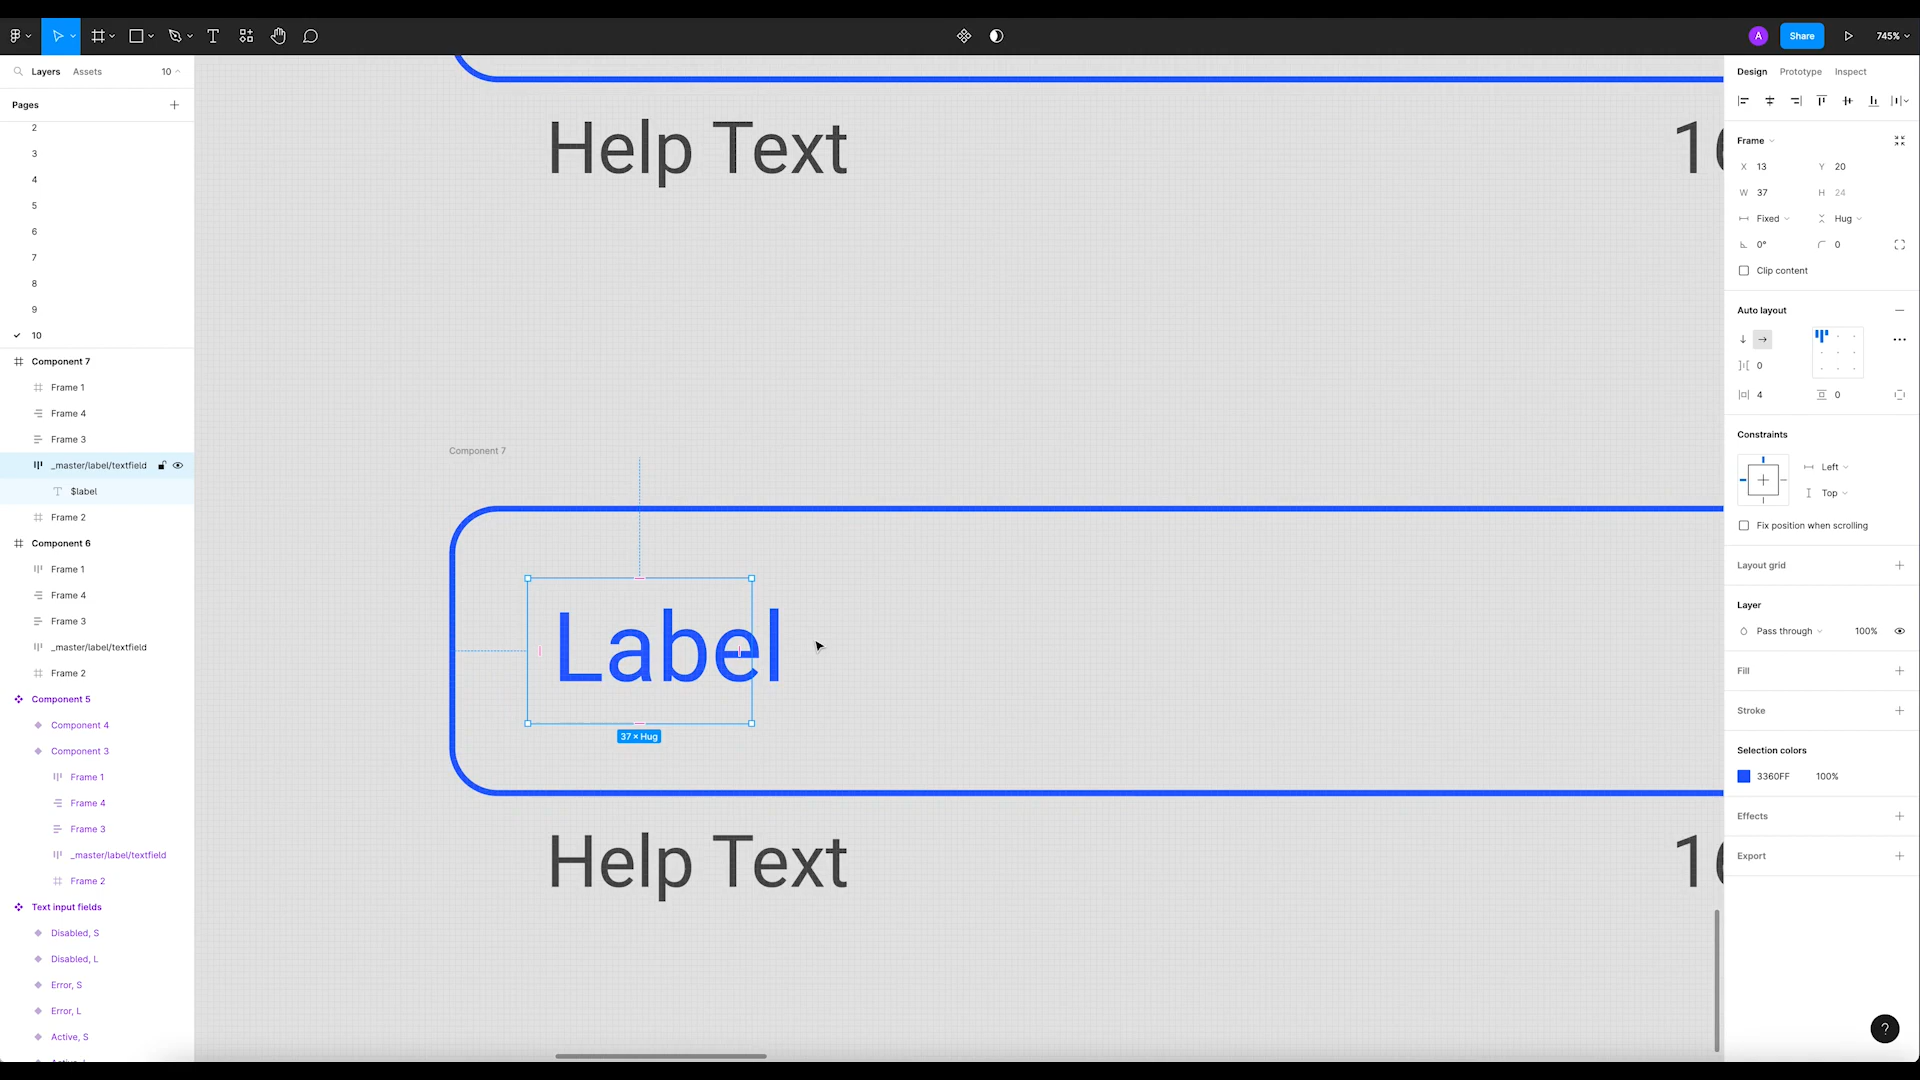 A
Share
745%
Layers
Assets
10
Pages
2
3
4
5
6
7
8
9
10
Component 7
Frame 1
Frame 4
Frame 3
_master/label/textfield
$label
Frame 2
Component 6
Frame 1
Frame 4
Frame 3
_master/label/textfield
Frame 2
Component 5
Component 4
Component 3
Frame 1
Frame 4
Frame 3
_master/label/textfield
Frame 2
Text input fields
Disabled, S
Disabled, L
Error, S
Error, L
Active, S
Help Text
Component 7
Label
37 × Hug
Help Text
Design
Prototype
Inspect
Frame
X 13
Y 20
W 37
H 24
Fixed
Hug
0°
0
Clip content
Auto layout
0
4
0
Constraints
Left
Top
Fix position when scrolling
Layout grid
Layer
Pass through
100%
Fill
Stroke
Selection colors
3360FF
100%
Effects
Export
?